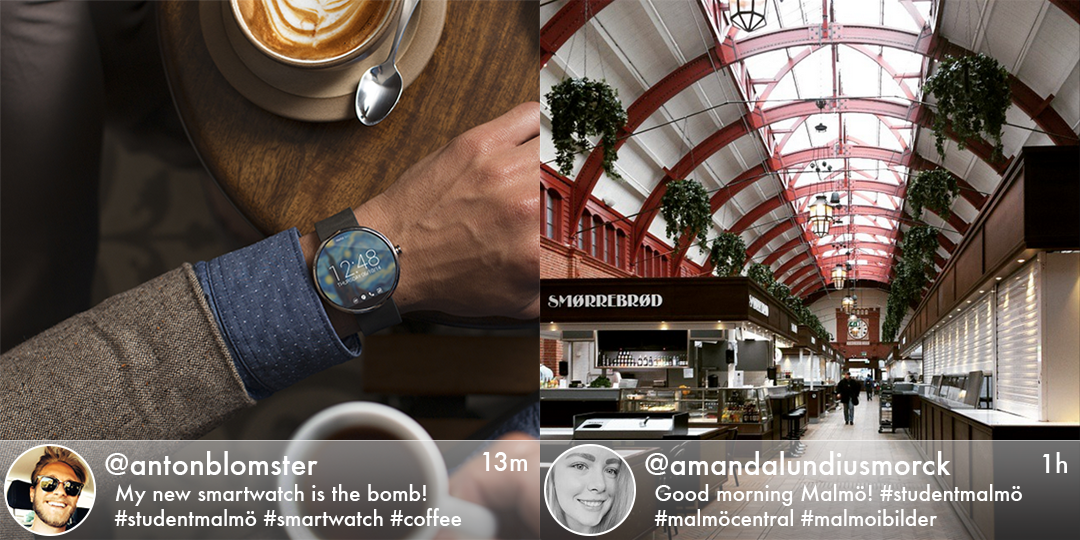 12:48
@antonblomster
13m
My new smartwatch is the bomb!
#studentmalmö #smartwatch #coffee
SMØRREBRØD
@amandalundiusmorck
1h
Good morning Malmö! #studentmalmö
#malmöcentral #malmoibilder